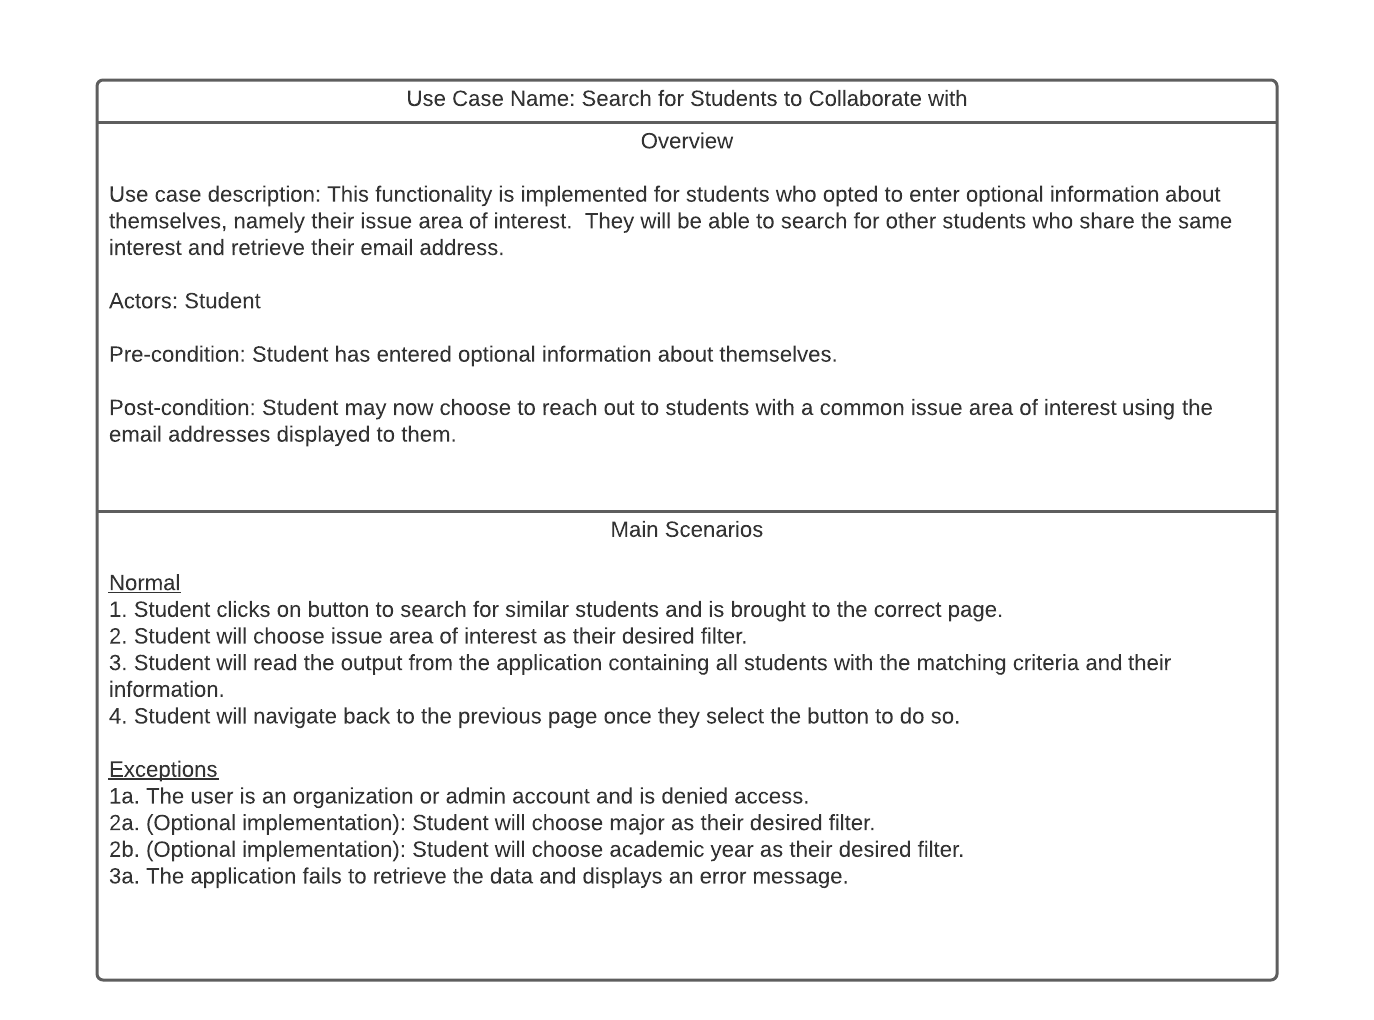 Use Case Name: Search for Students to Collaborate with
Overview
Use case description: This functionality is implemented for students who opted to enter optional information about
themselves, namely their issue area of interest.  They will be able to search for other students who share the same
interest and retrieve their email address.
Actors: Student
Pre-condition: Student has entered optional information about themselves.
Post-condition: Student may now choose to reach out to students with a common issue area of interest using the
email addresses displayed to them.
Main Scenarios
Normal
1. Student clicks on button to search for similar students and is brought to the correct page.
2. Student will choose issue area of interest as their desired filter.
3. Student will read the output from the application containing all students with the matching criteria and their
information.
4. Student will navigate back to the previous page once they select the button to do so.
Exceptions
1a. The user is an organization or admin account and is denied access.
2a. (Optional implementation): Student will choose major as their desired filter.
2b. (Optional implementation): Student will choose academic year as their desired filter.
3a. The application fails to retrieve the data and displays an error message.